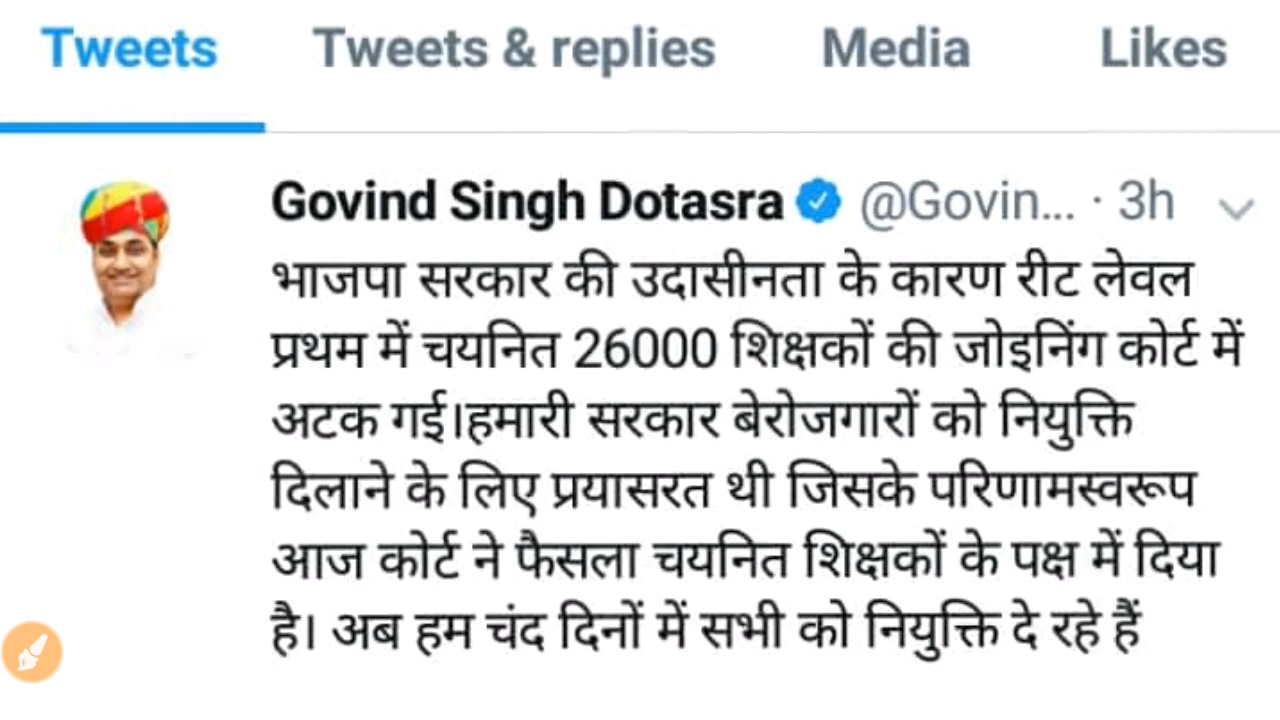 Tweets Tweets & replies Media Likes
Govind Singh Dotasra @Govin... · 3h
भाजपा सरकार की उदासीनता के कारण रीट लेवल
प्रथम में चयनित 26000 शिक्षकों की जोइनिंग कोर्ट में
अटक गई।हमारी सरकार बेरोजगारों को नियुक्ति
दिलाने के लिए प्रयासरत थी जिसके परिणामस्वरूप
आज कोर्ट ने फैसला चयनित शिक्षकों के पक्ष में दिया
है। अब हम चंद दिनों में सभी को नियुक्ति दे रहे हैं